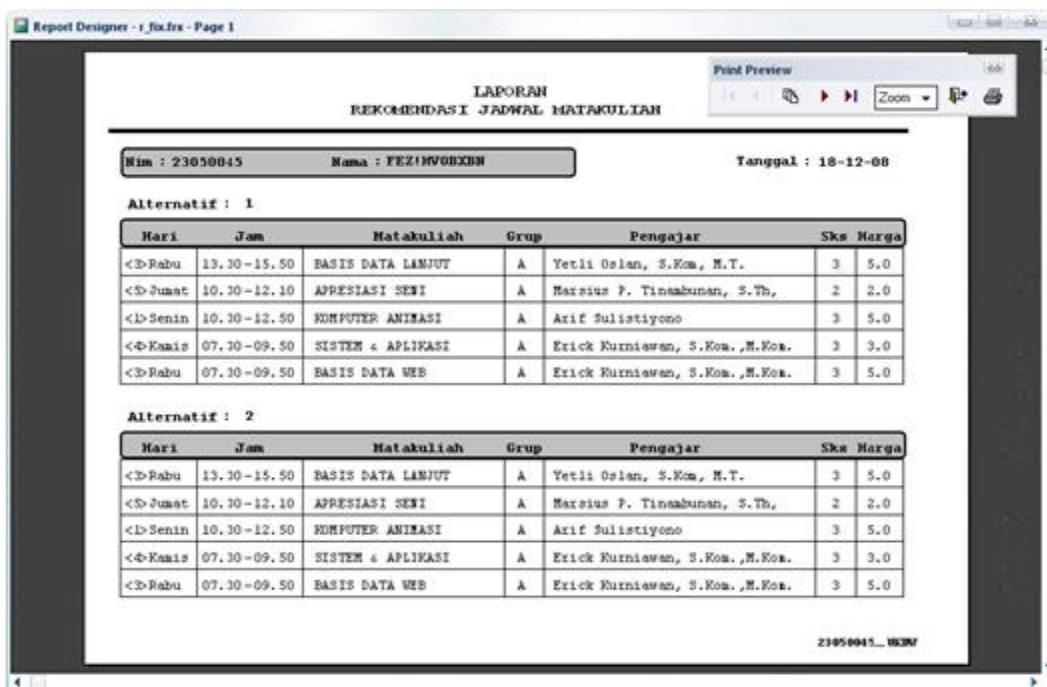 Report Designer - r_fix.frx - Page 1
Print Preview
Zoom
LAPORAN
REKOMENDASI JADWAL MATAKULIAH
Nim : 23050045 Nama : FEZ!MVOBXBN Tanggal : 18-12-08
Alternatif : 1
Hari Jam Matakuliah Grup Pengajar Sks Harga
<3>Rabu 13.30-15.50 BASIS DATA LANJUT A Yetli Oslan, S.Kom, M.T. 3 5.0
<5>Jumat 10.30-12.10 APRESIASI SENI A Marsius P. Tinambunan, S.Th, 2 2.0
<1>Senin 10.30-12.50 KOMPUTER ANIMASI A Arif Sulistiyono 3 5.0
<4>Kamis 07.30-09.50 SISTEM & APLIKASI A Erick Kurniawan, S.Kom.,M.Kom. 3 3.0
<3>Rabu 07.30-09.50 BASIS DATA WEB A Erick Kurniawan, S.Kom.,M.Kom. 3 5.0
Alternatif : 2
Hari Jam Matakuliah Grup Pengajar Sks Harga
<3>Rabu 13.30-15.50 BASIS DATA LANJUT A Yetli Oslan, S.Kom, M.T. 3 5.0
<5>Jumat 10.30-12.10 APRESIASI SENI A Marsius P. Tinambunan, S.Th, 2 2.0
<1>Senin 10.30-12.50 KOMPUTER ANIMASI A Arif Sulistiyono 3 5.0
<4>Kamis 07.30-09.50 SISTEM & APLIKASI A Erick Kurniawan, S.Kom.,M.Kom. 3 3.0
<3>Rabu 07.30-09.50 BASIS DATA WEB A Erick Kurniawan, S.Kom.,M.Kom. 3 5.0